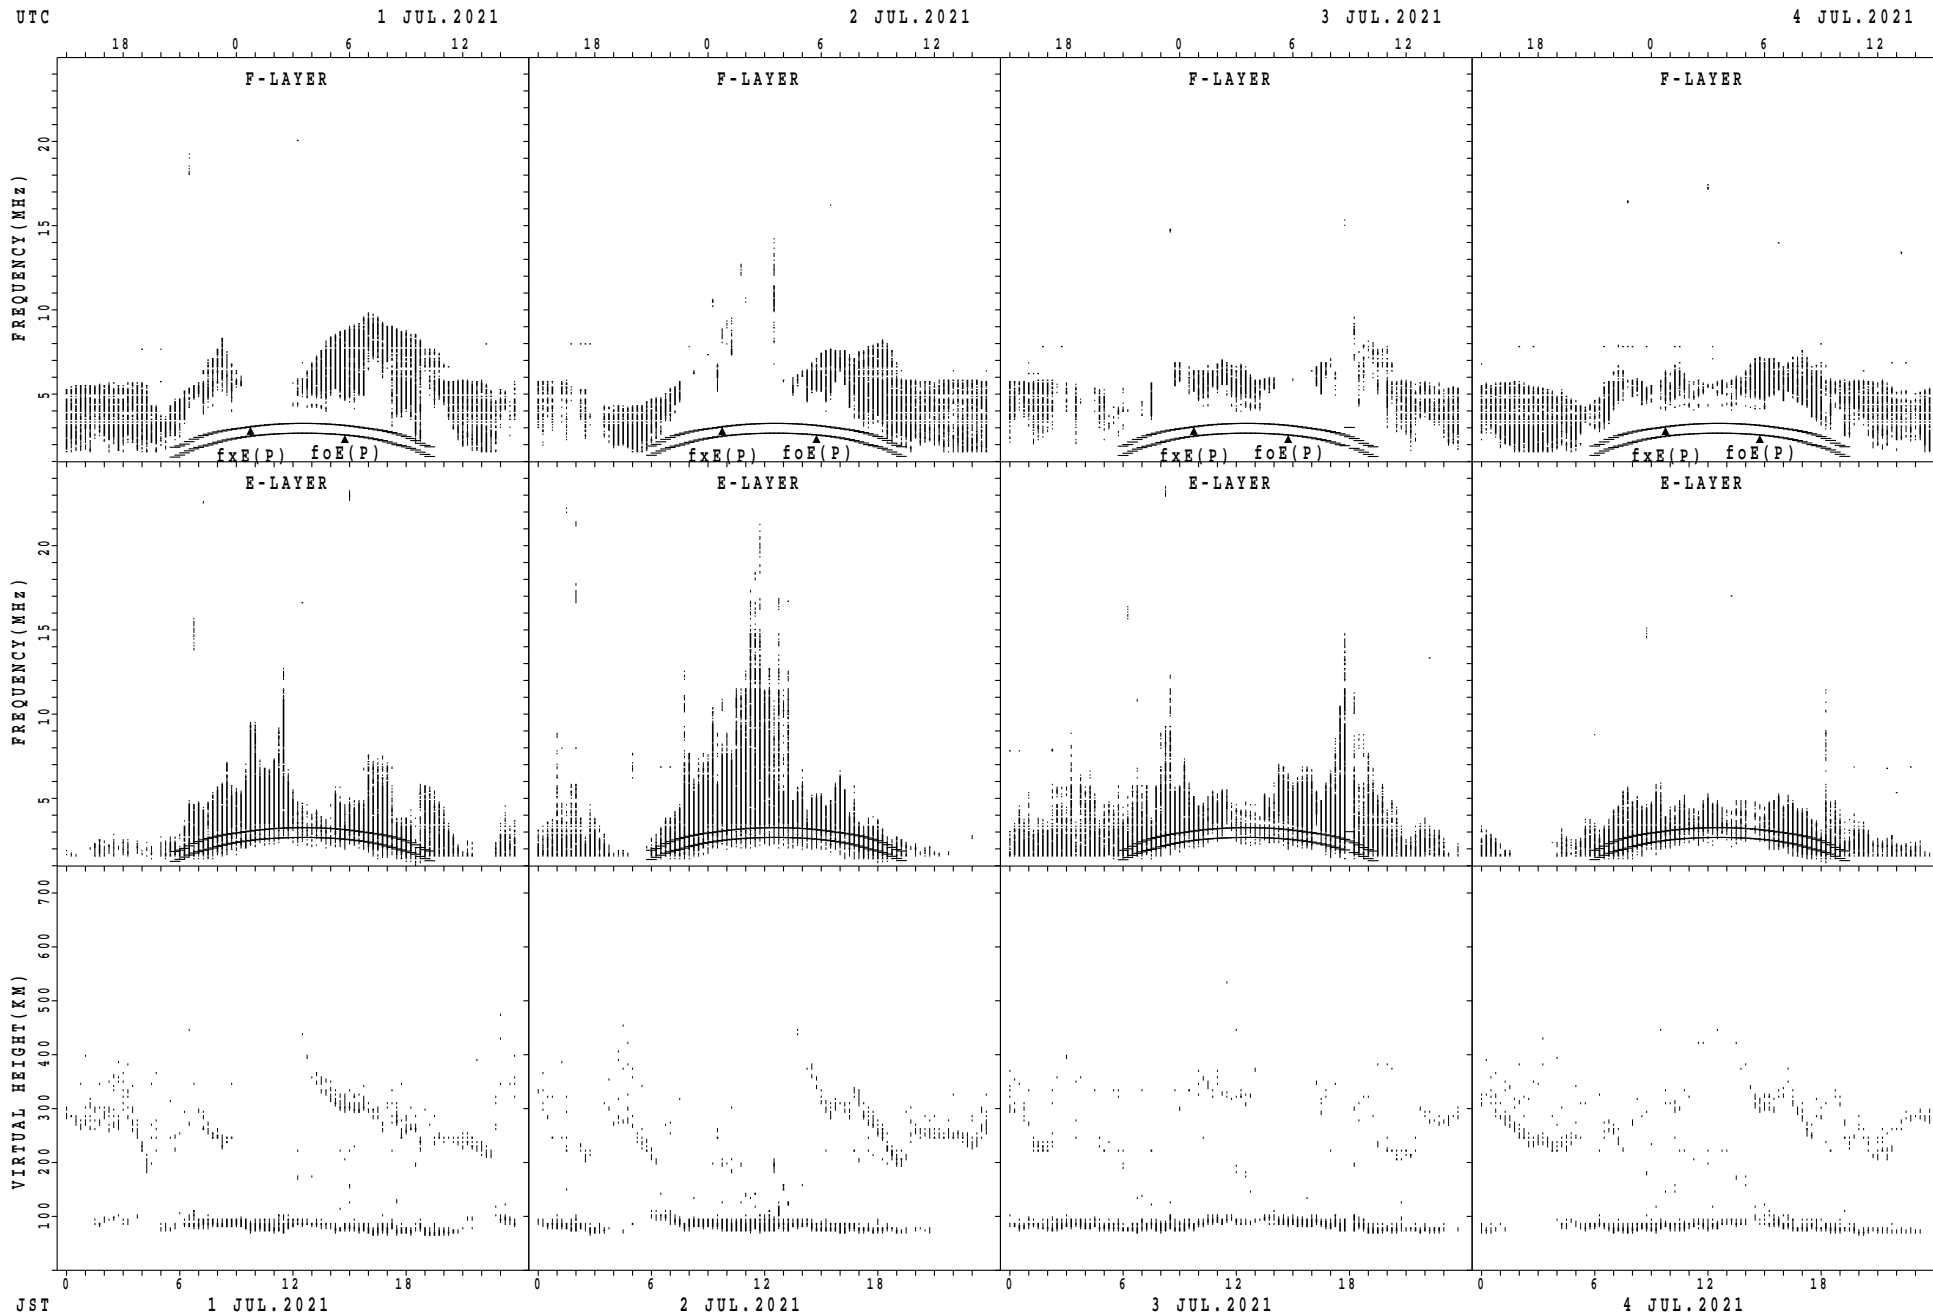 UTC 1 JUL.2021 2 JUL.2021 3 JUL.2021 4 JUL.2021
18 0 6 12 18 0 6 12 18 0 6 12 18 0 6 12
F-LAYER F-LAYER F-LAYER F-LAYER
FREQUENCY(MHz)
20
15
10
5
fxE(P) foE(P) fxE(P) foE(P) fxE(P) foE(P) fxE(P) foE(P)
E-LAYER E-LAYER E-LAYER E-LAYER
FREQUENCY(MHz)
20
15
10
5
VIRTUAL HEIGHT(KM)
700
600
500
400
300
200
100
0 6 12 18 0 6 12 18 0 6 12 18 0 6 12 18
JST 1 JUL.2021 2 JUL.2021 3 JUL.2021 4 JUL.2021